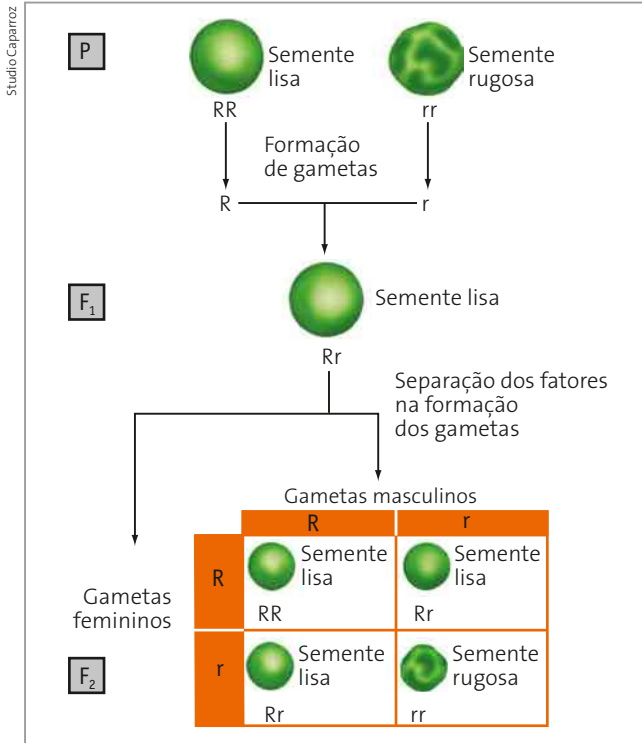 Studio Caparroz
P
Semente
lisa
Semente
rugosa
RR
rr
Formação
de gametas
R
r
F1
Semente lisa
Rr
Separação dos fatores
na formação
dos gametas
Gametas masculinos
R
r
Gametas
femininos
R
Semente
lisa
RR
Semente
lisa
Rr
F2
r
Semente
lisa
Rr
Semente
rugosa
rr